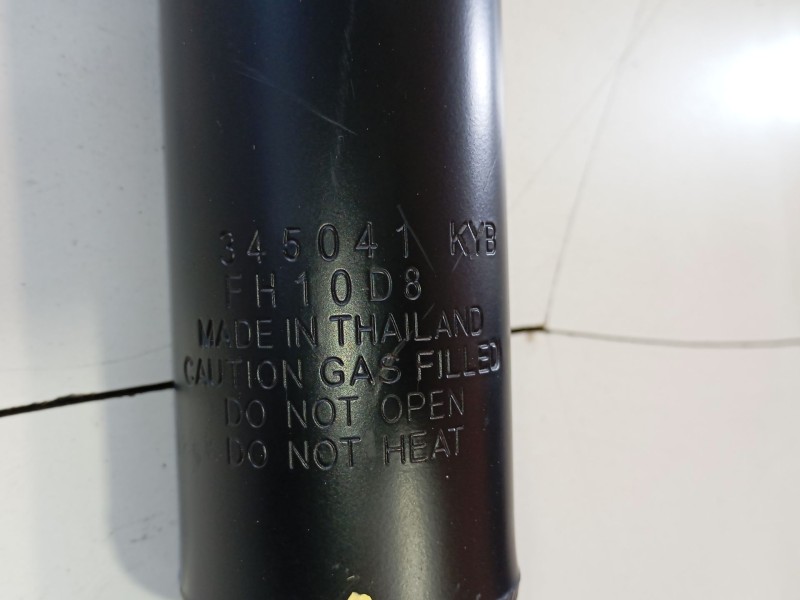 345041 KYB
FH10D8
MADE IN THAILAND
CAUTION GAS FILLED
DO NOT OPEN
DO NOT HEAT